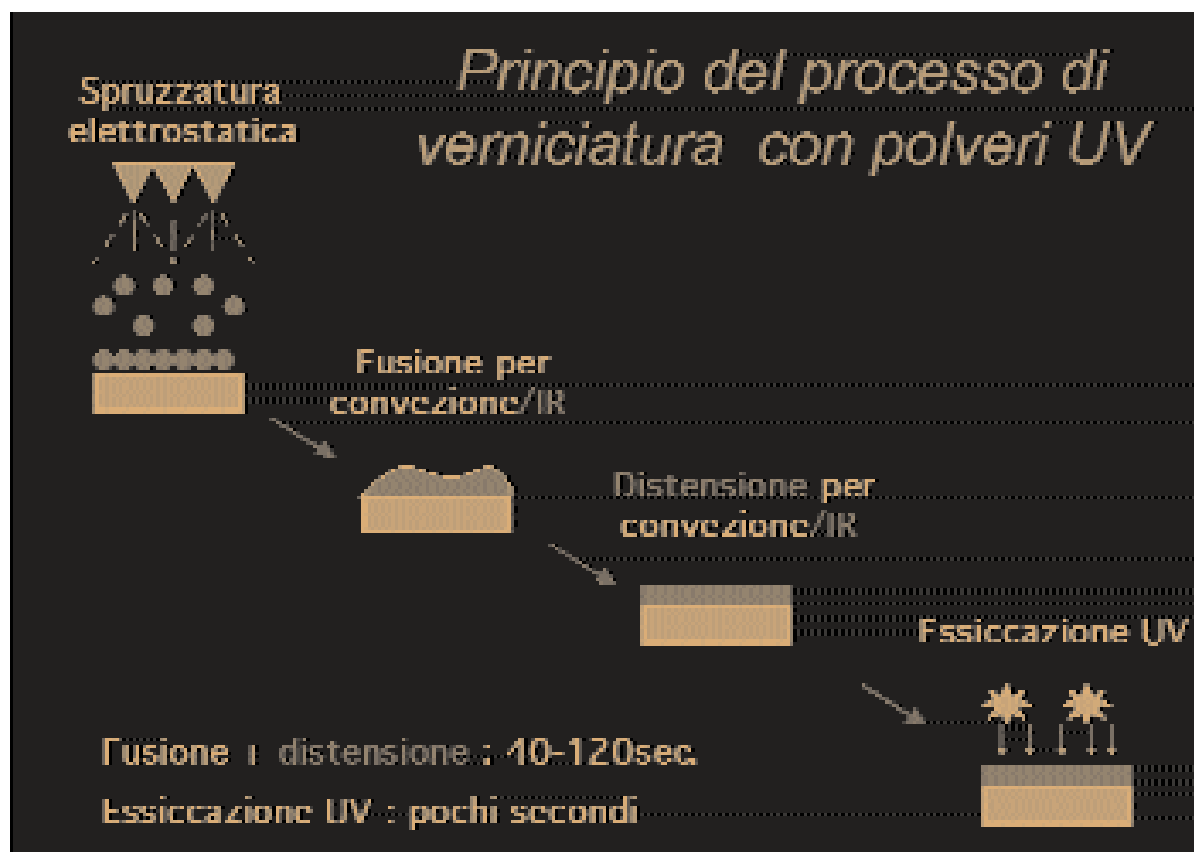 Principio del processo di
verniciatura con polveri UV
Spruzzatura
elettrostatica
Fusione per
convezione/IR
Distensione per
convezione/IR
Essiccazione UV
Fusione + distensione : 40-120sec.
Essiccazione UV : pochi secondi